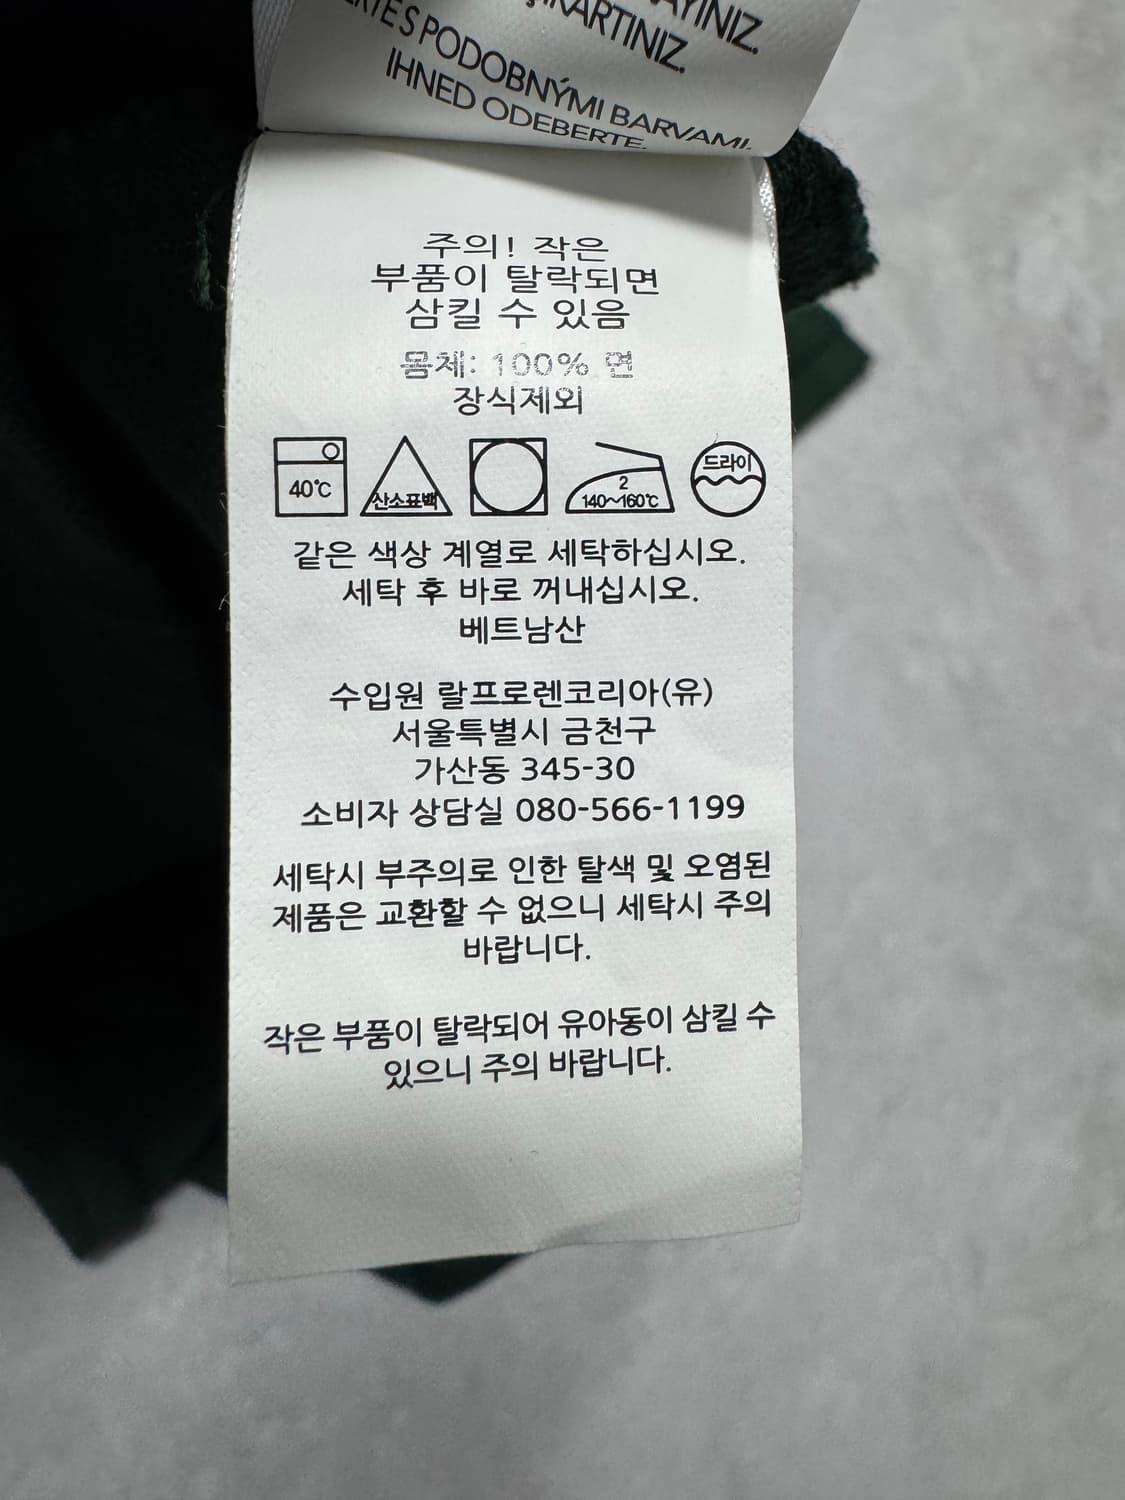 PODOBNÝMI BARVAMI.
IHNED ODEBERTE.
주의! 작은
부품이 탈락되면
삼킬 수 있음
몸체: 100% 면
장식제외
40℃ 산소표백 2 140~160℃ 드라이
같은 색상 계열로 세탁하십시오.
세탁 후 바로 꺼내십시오.
베트남산
수입원 랄프로렌코리아(유)
서울특별시 금천구
가산동 345-30
소비자 상담실 080-566-1199
세탁시 부주의로 인한 탈색 및 오염된
제품은 교환할 수 없으니 세탁시 주의
바랍니다.
작은 부품이 탈락되어 유아동이 삼킬 수
있으니 주의 바랍니다.